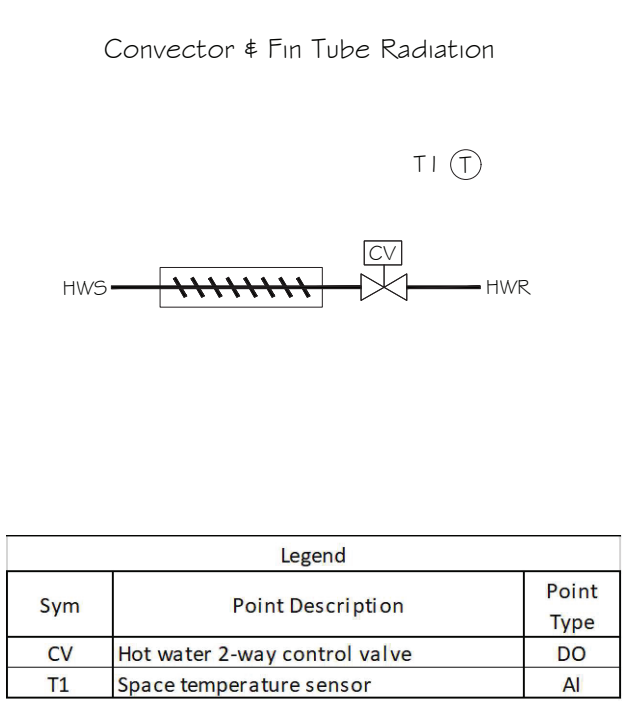 Convector & Fin Tube Radiation
T1 T
CV
HWS HWR
Legend
Sym Point Description Point Type
CV Hot water 2-way control valve DO
T1 Space temperature sensor AI